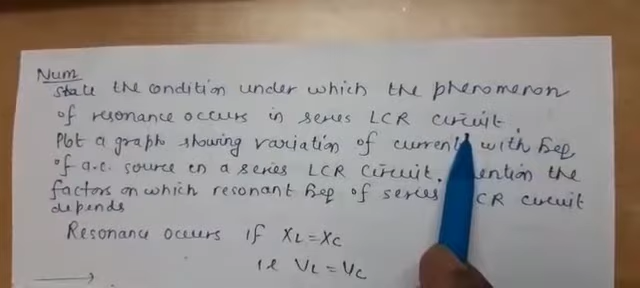 Num
State the condition under which the phenomenon
of resonance occurs in series LCR circuit.
Plot a graph showing variation of current with freq
of a.c. source in a series LCR circuit. ention the
factors on which resonant freq of series CR circuit
depends
Resonance occurs if XL = XC
i.e VL = VC